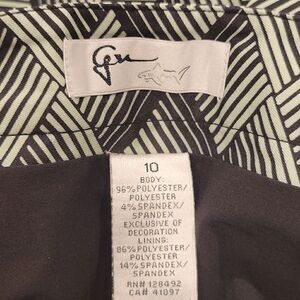 10
BODY:
96%POLYESTER/
POLYESTER
4%SPANDEX/
SPANDEX
EXCLUSIVE OF
DECORATION
LINING:
86%POLYESTER/
14%SPANDEX/
SPANDEX
RN# 128492
CA# 41097